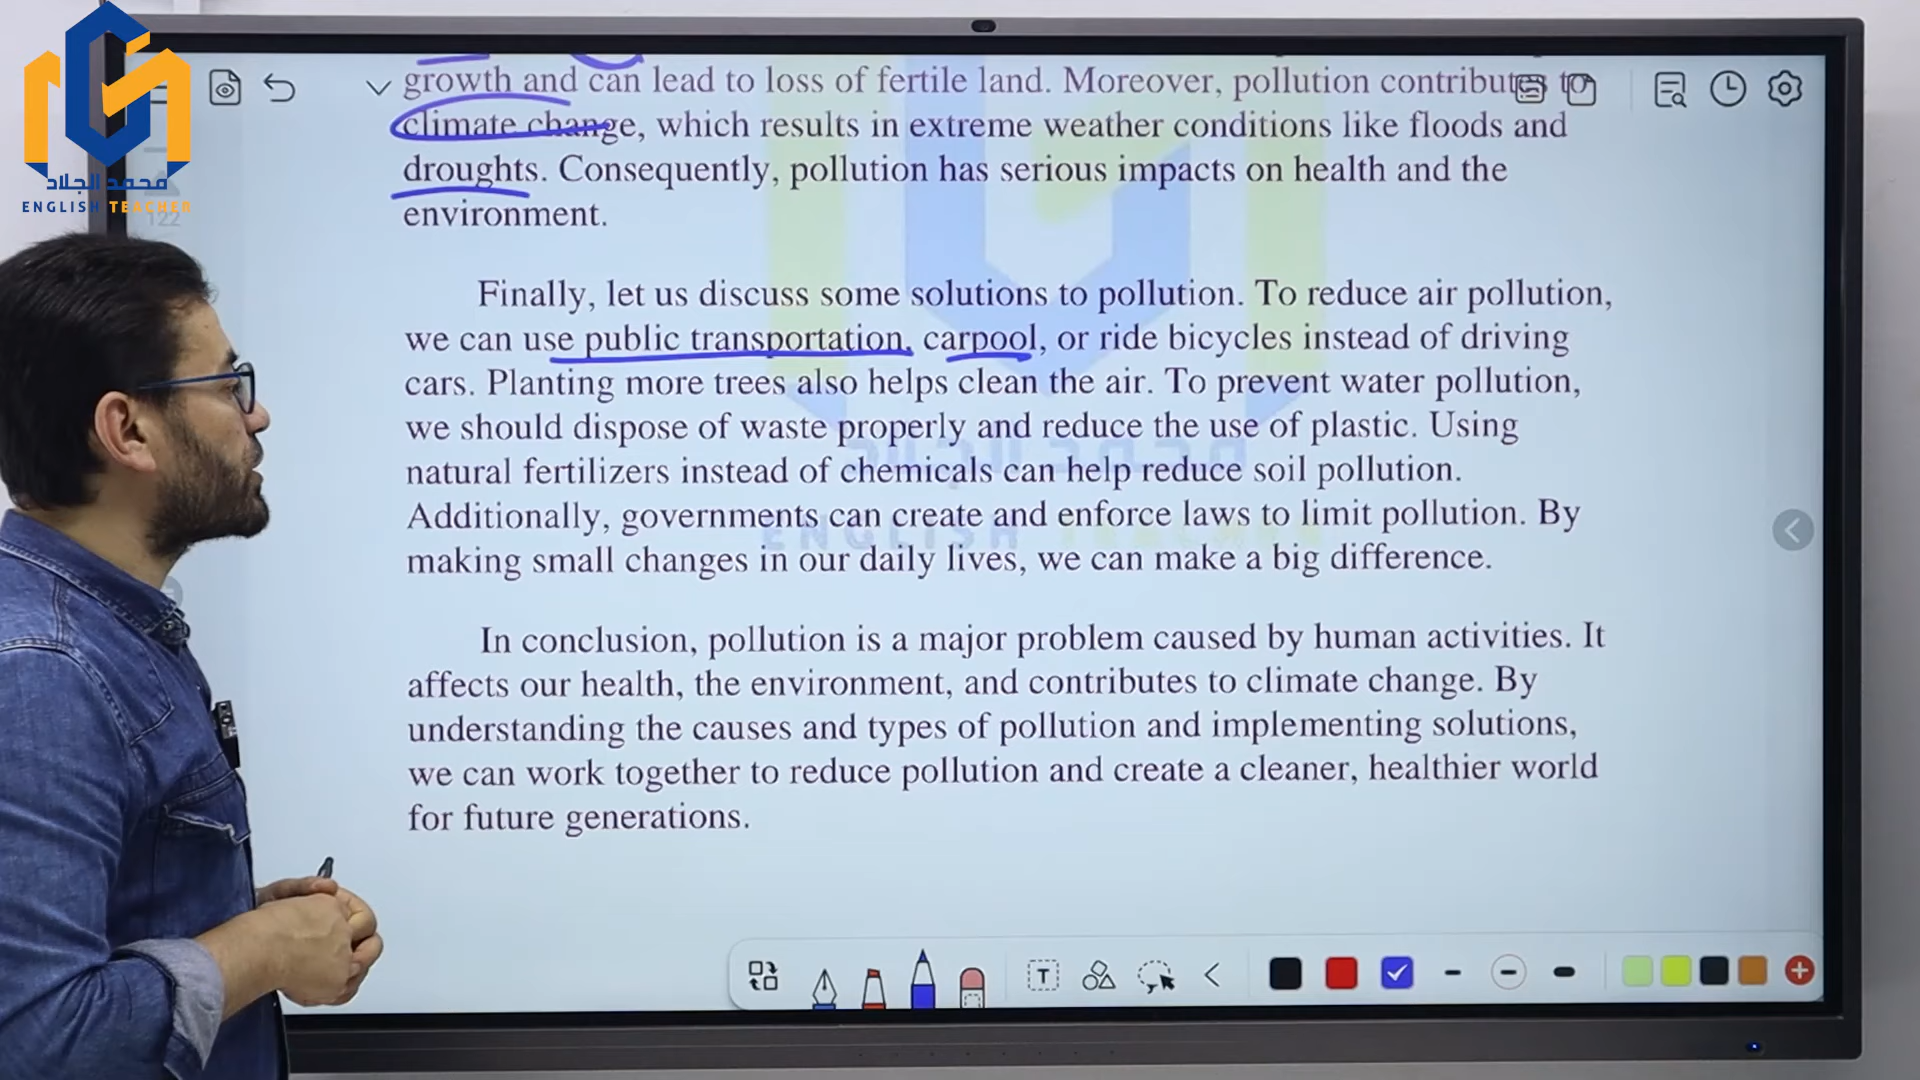 growth and can lead to loss of fertile land. Moreover, pollution contributes to
climate change, which results in extreme weather conditions like floods and
droughts. Consequently, pollution has serious impacts on health and the
environment.
Finally, let us discuss some solutions to pollution. To reduce air pollution,
we can use public transportation, carpool, or ride bicycles instead of driving
cars. Planting more trees also helps clean the air. To prevent water pollution,
we should dispose of waste properly and reduce the use of plastic. Using
natural fertilizers instead of chemicals can help reduce soil pollution.
Additionally, governments can create and enforce laws to limit pollution. By
making small changes in our daily lives, we can make a big difference.
In conclusion, pollution is a major problem caused by human activities. It
affects our health, the environment, and contributes to climate change. By
understanding the causes and types of pollution and implementing solutions,
we can work together to reduce pollution and create a cleaner, healthier world
for future generations.
محمد الجلاد
ENGLISH TEACHER
122
محمد الجلاد
ENGLISH TEACHER
T